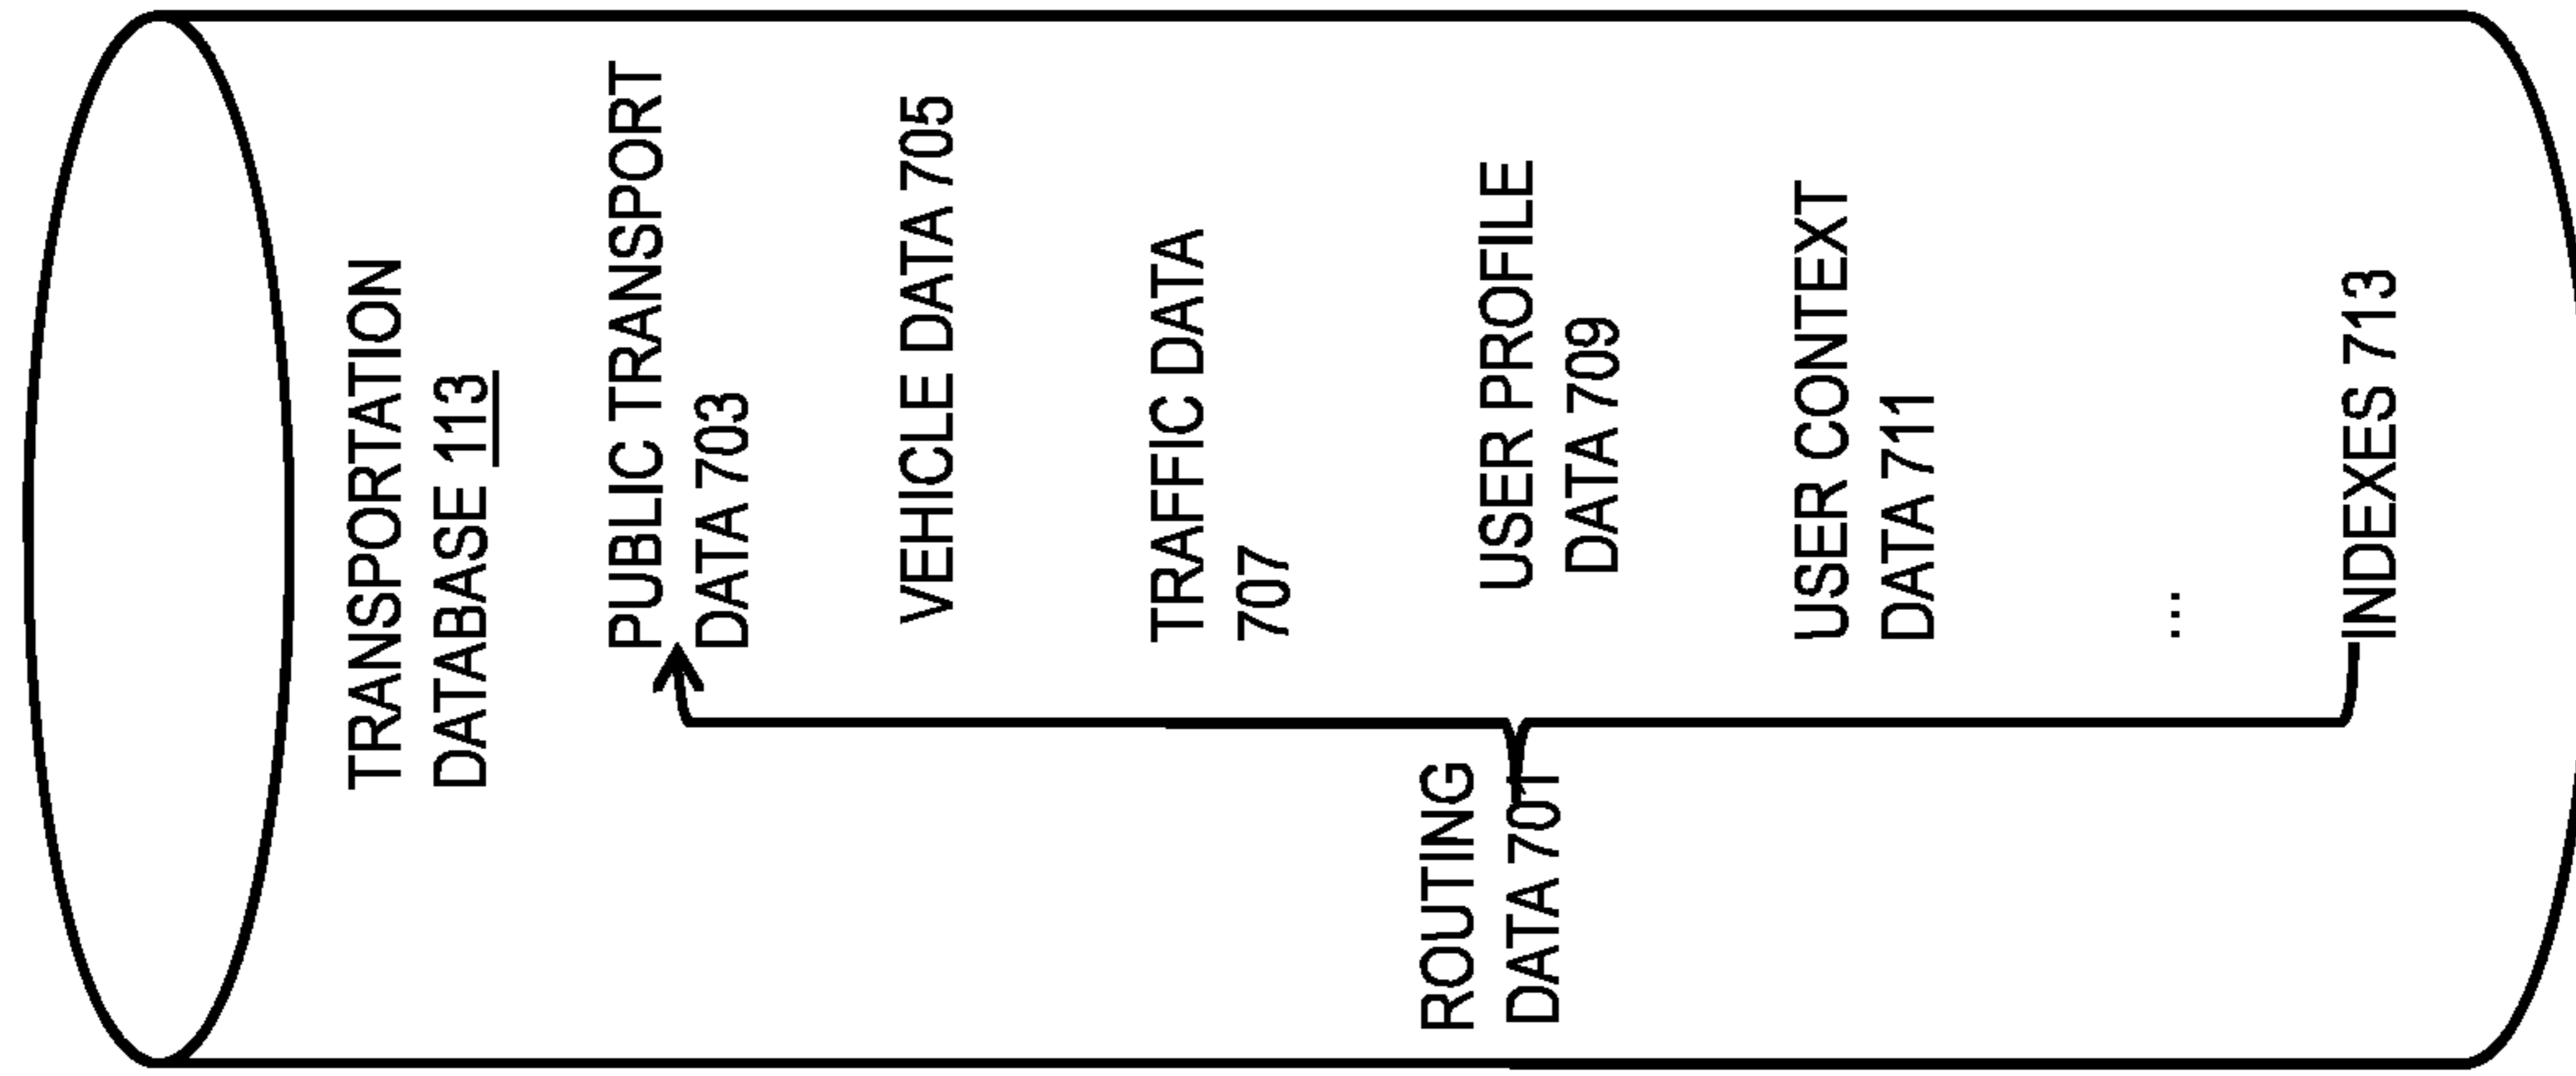 TRANSPORTATION
DATABASE 113
PUBLIC TRANSPORT
DATA 703
VEHICLE DATA 705
TRAFFIC DATA
707
ROUTING
DATA 701
USER PROFILE
DATA 709
USER CONTEXT
DATA 711
...
INDEXES 713